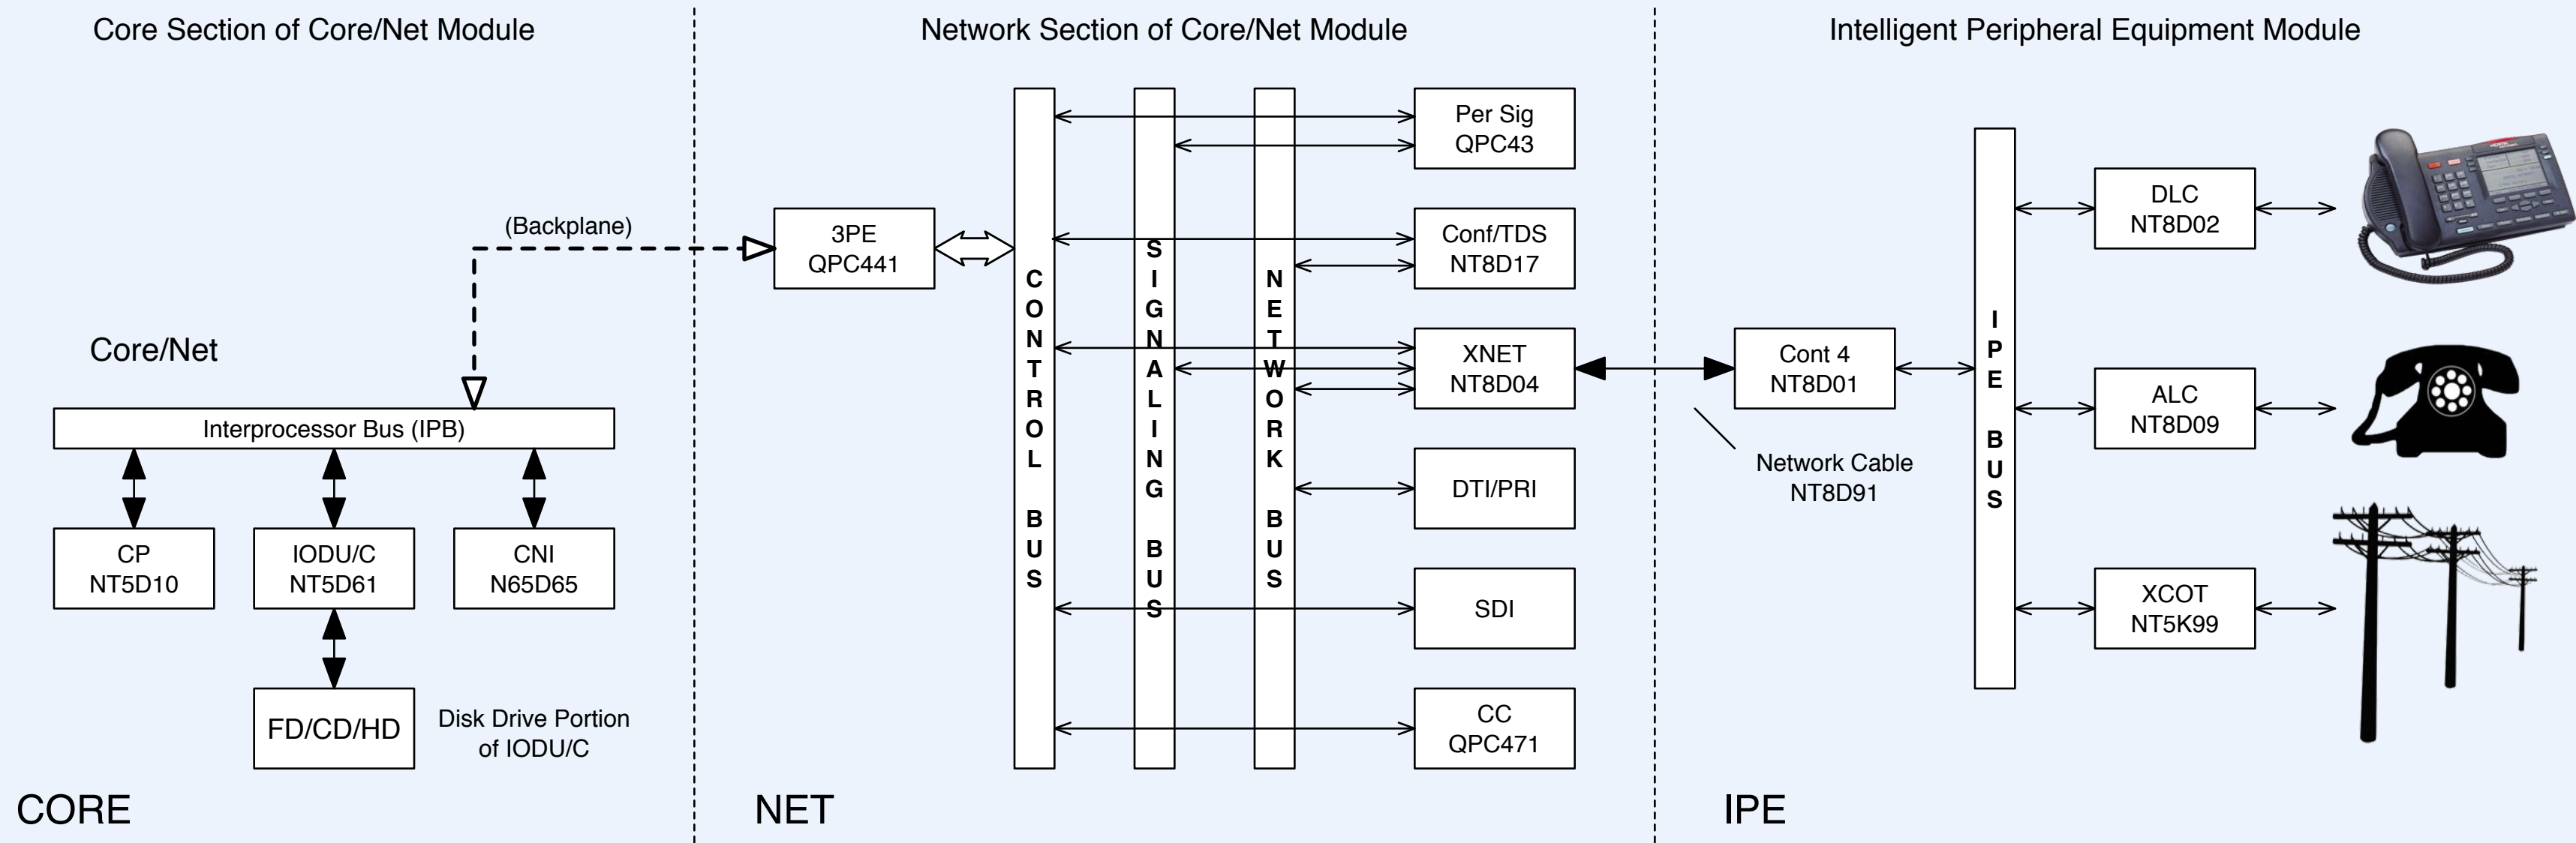 Core Section of Core/Net Module
Network Section of Core/Net Module
Intelligent Peripheral Equipment Module
(Backplane)
Core/Net
Interprocessor Bus (IPB)
CP
NT5D10
IODU/C
NT5D61
CNI
N65D65
FD/CD/HD
Disk Drive Portion
of IODU/C
CORE
3PE
QPC441
CONTROL BUS
SIGNALING BUS
NETWORK BUS
Per Sig
QPC43
Conf/TDS
NT8D17
XNET
NT8D04
DTI/PRI
SDI
CC
QPC471
NET
Cont 4
NT8D01
Network Cable
NT8D91
IPE BUS
DLC
NT8D02
ALC
NT8D09
XCOT
NT5K99
IPE